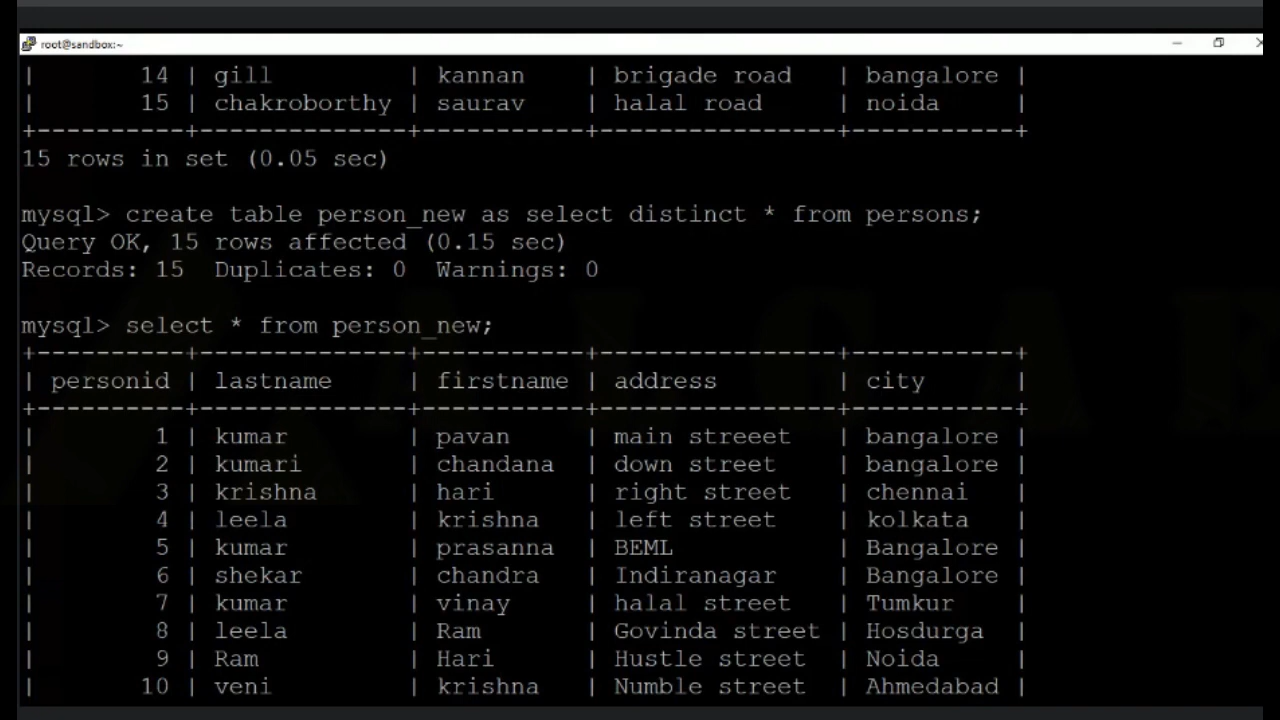 root@sandbox:~
|       14 | gill         | kannan    | brigade road   | bangalore |
|       15 | chakroborthy | saurav    | halal road     | noida     |
+----------+--------------+-----------+----------------+-----------+
15 rows in set (0.05 sec)
mysql> create table person_new as select distinct * from persons;
Query OK, 15 rows affected (0.15 sec)
Records: 15  Duplicates: 0  Warnings: 0
mysql> select * from person_new;
+----------+--------------+-----------+----------------+-----------+
| personid | lastname     | firstname | address        | city      |
+----------+--------------+-----------+----------------+-----------+
|        1 | kumar        | pavan     | main streeet   | bangalore |
|        2 | kumari       | chandana  | down street    | bangalore |
|        3 | krishna      | hari      | right street   | chennai   |
|        4 | leela        | krishna   | left street    | kolkata   |
|        5 | kumar        | prasanna  | BEML           | Bangalore |
|        6 | shekar       | chandra   | Indiranagar    | Bangalore |
|        7 | kumar        | vinay     | halal street   | Tumkur    |
|        8 | leela        | Ram       | Govinda street | Hosdurga  |
|        9 | Ram          | Hari      | Hustle street  | Noida     |
|       10 | veni         | krishna   | Numble street  | Ahmedabad |